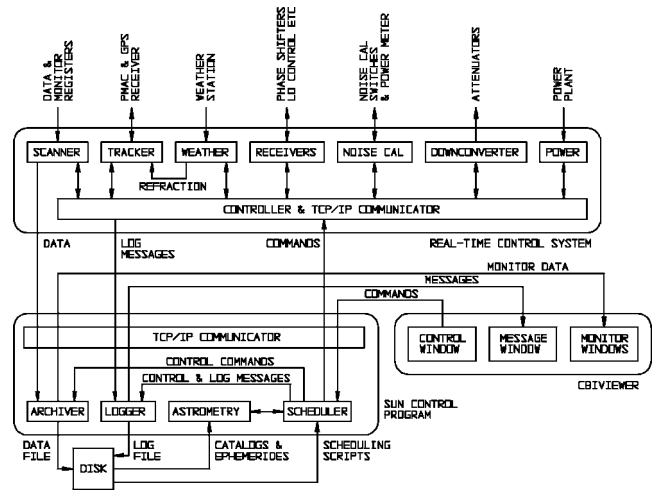 DATA &
MONITOR
REGISTERS
PMAC & GPS
RECEIVER
WEATHER
STATION
PHASE SHIFTERS
LO CONTROL ETC
NOISE CAL
SWITCHES
& POWER METER
ATTENUATORS
POWER
PLANT
SCANNER
TRACKER
WEATHER
RECEIVERS
NOISE CAL
DOWNCONVERTER
POWER
REFRACTION
CONTROLLER & TCP/IP COMMUNICATOR
DATA
LOG
MESSAGES
COMMANDS
REAL-TIME CONTROL SYSTEM
MONITOR DATA
MESSAGES
COMMANDS
TCP/IP COMMUNICATOR
CONTROL
WINDOW
MESSAGE
WINDOW
MONITOR
WINDOWS
CBIVIEWER
CONTROL COMMANDS
CONTROL & LOG MESSAGES
ARCHIVER
LOGGER
ASTROMETRY
SCHEDULER
SUN CONTROL
PROGRAM
DATA
FILE
LOG
FILE
CATALOGS &
EPHEMERIDES
SCHEDULING
SCRIPTS
DISK